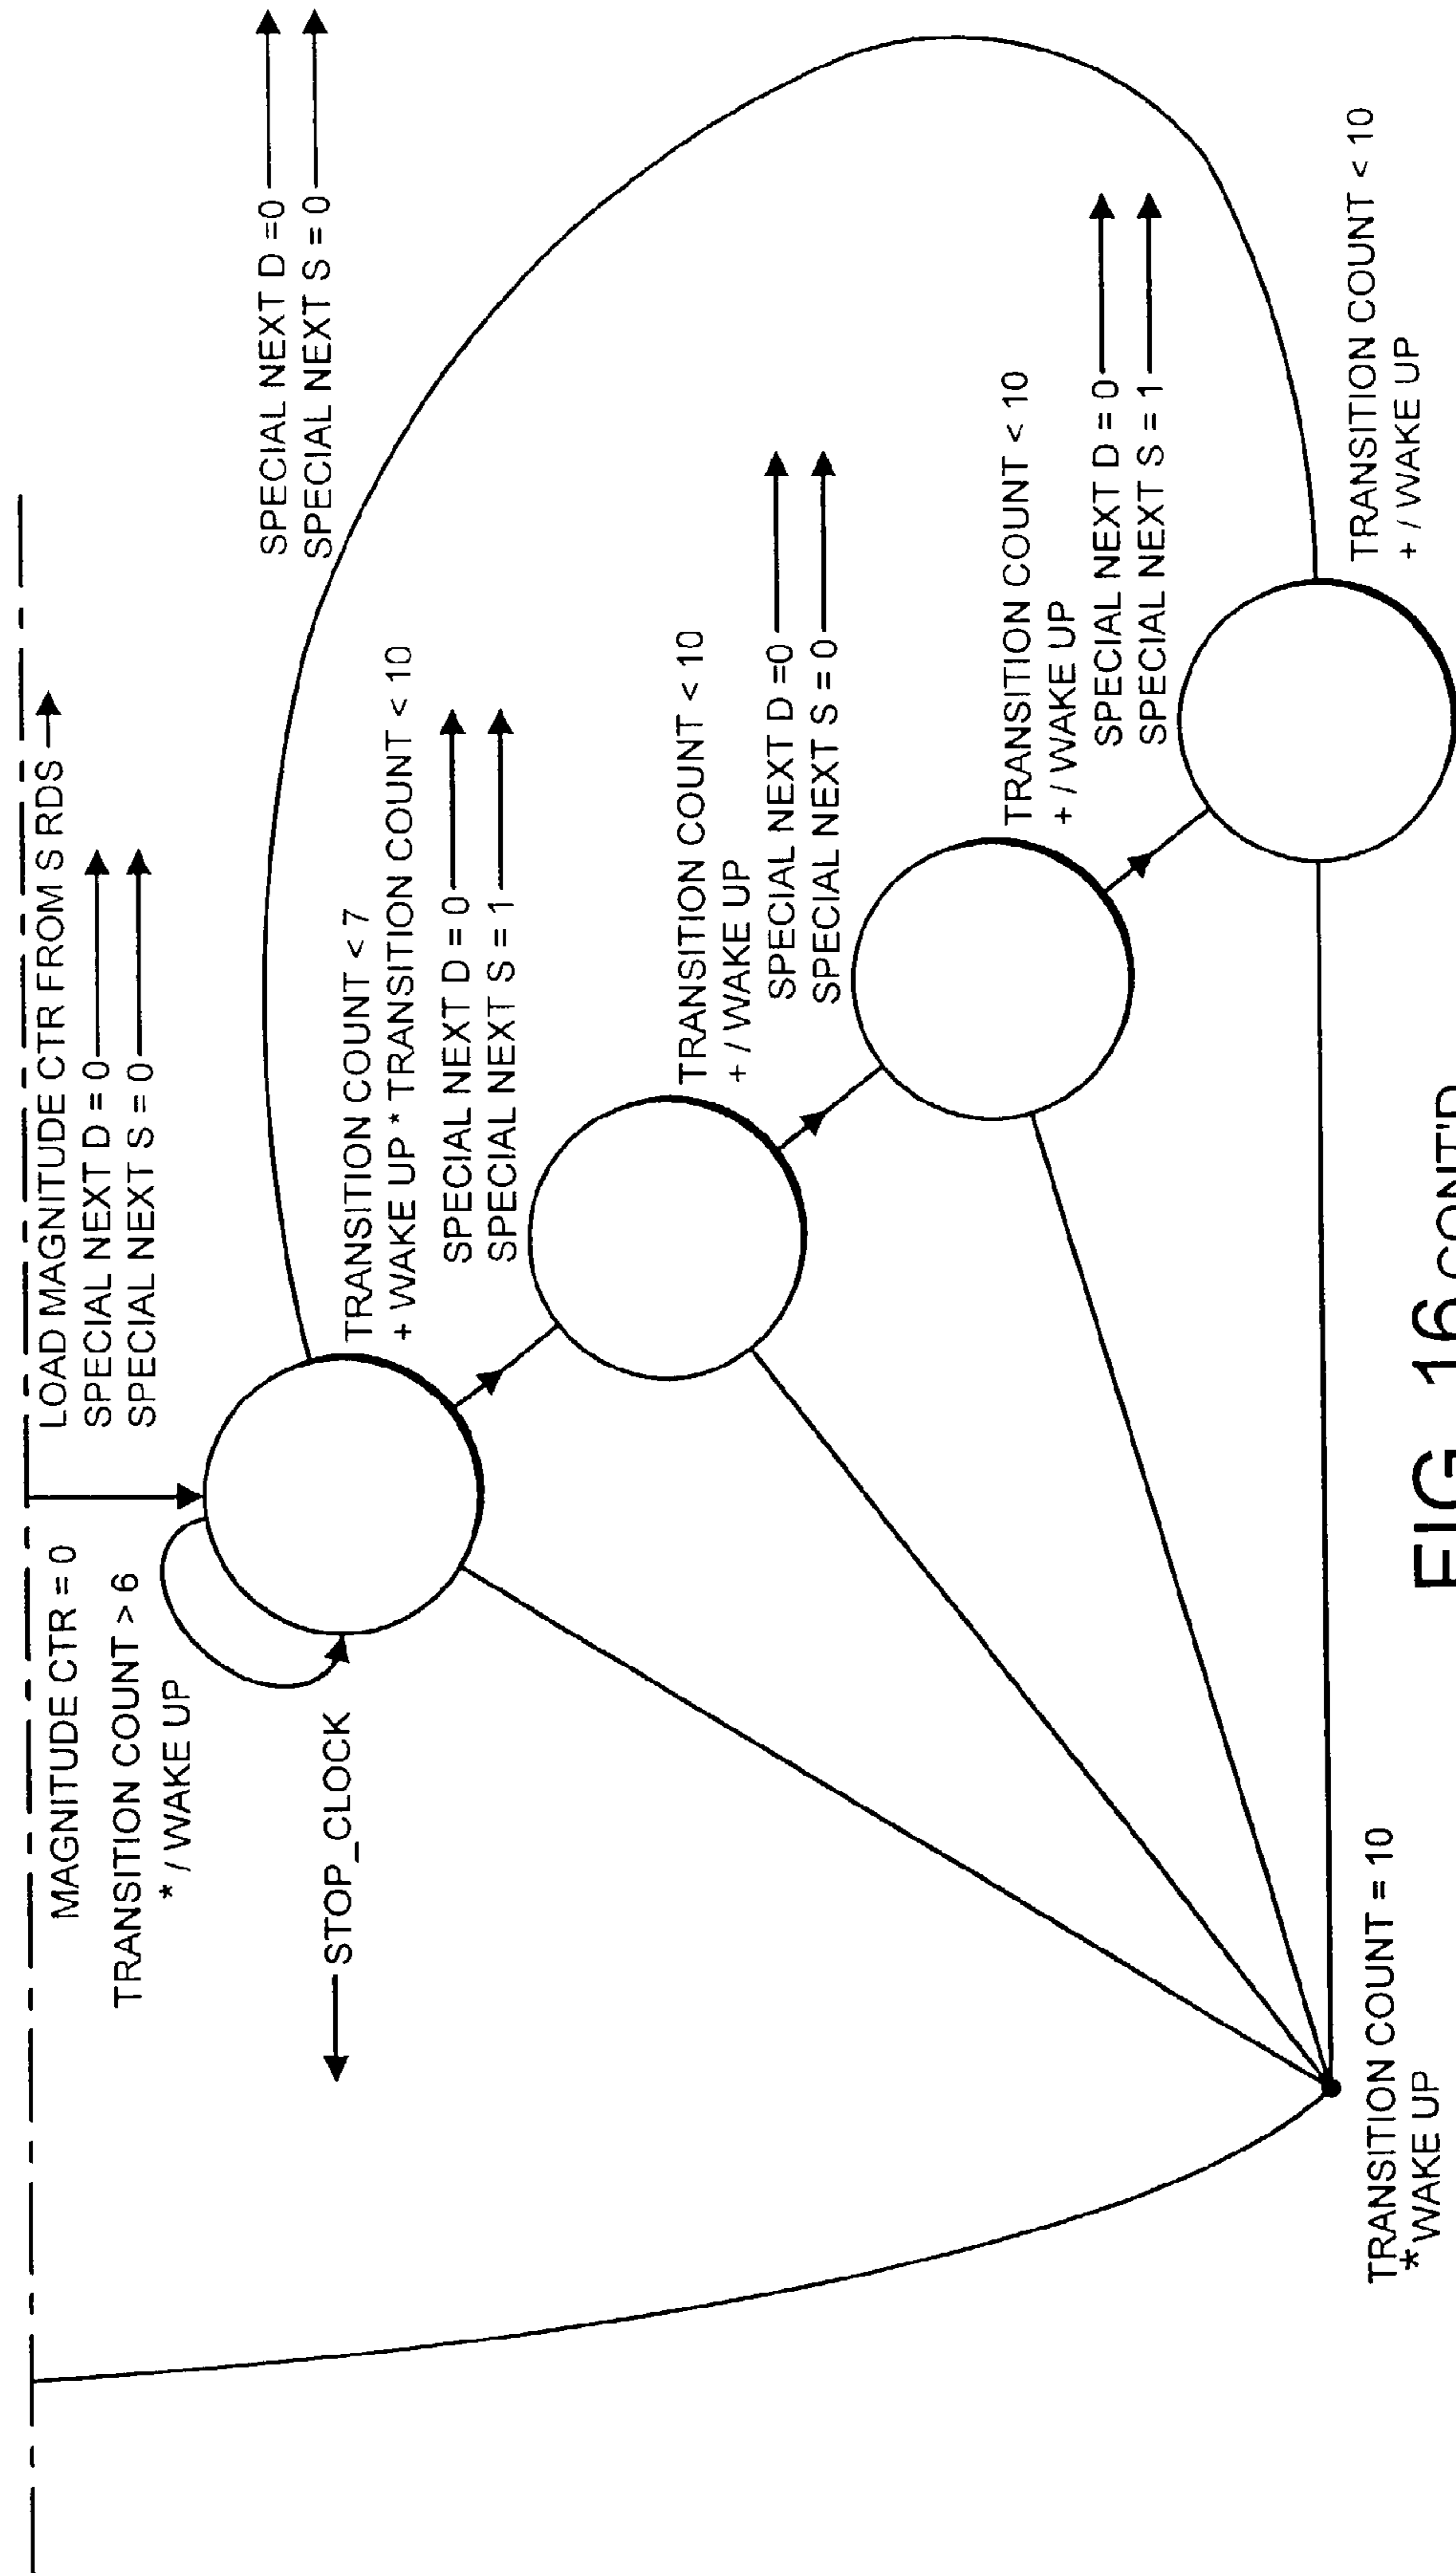 MAGNITUDE CTR = 0
LOAD MAGNITUDE CTR FROM S RDS
SPECIAL NEXT D = 0
SPECIAL NEXT S = 0
TRANSITION COUNT > 6
* / WAKE UP
STOP_CLOCK
SPECIAL NEXT D =0
SPECIAL NEXT S = 0
TRANSITION COUNT < 7
+ WAKE UP * TRANSITION COUNT < 10
SPECIAL NEXT D = 0
SPECIAL NEXT S = 1
TRANSITION COUNT < 10
+ / WAKE UP
SPECIAL NEXT D =0
SPECIAL NEXT S = 0
TRANSITION COUNT < 10
+ / WAKE UP
SPECIAL NEXT D = 0
SPECIAL NEXT S = 1
TRANSITION COUNT < 10
+ / WAKE UP
TRANSITION COUNT = 10
* WAKE UP
FIG. 16 CONT'D